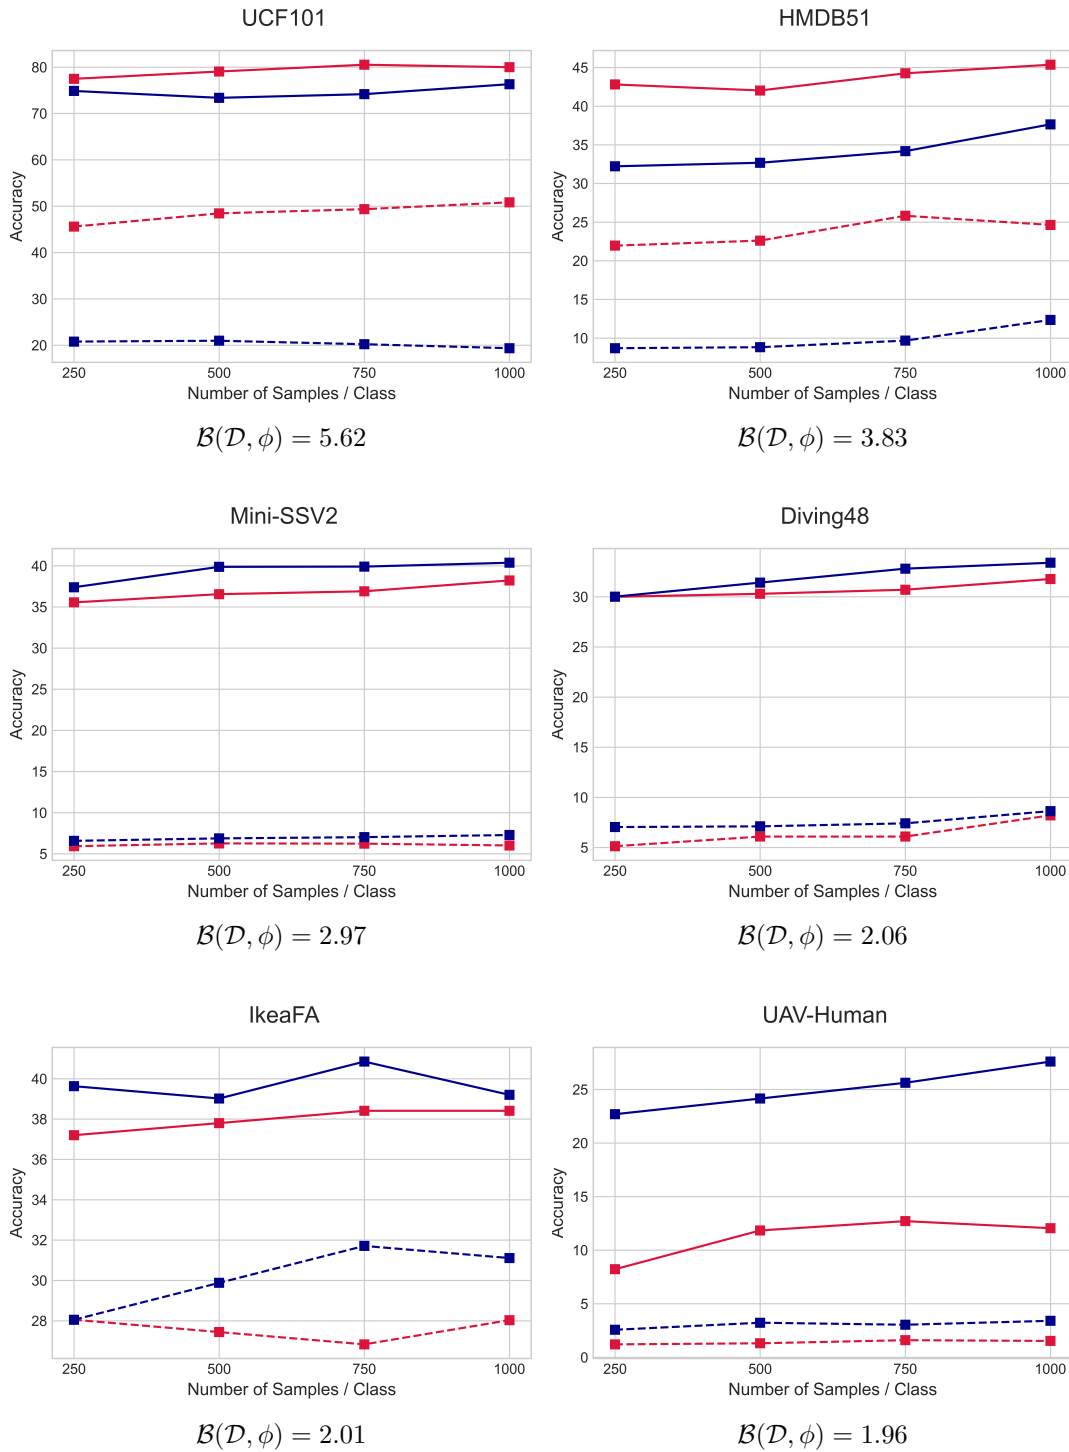 UCF101
80
70
60
50
40
30
20
Accuracy
250 500 750 1000
Number of Samples / Class
B(D, ϕ) = 5.62
HMDB51
45
40
35
30
25
20
15
10
Accuracy
250 500 750 1000
Number of Samples / Class
B(D, ϕ) = 3.83
Mini-SSV2
40
35
30
25
20
15
10
5
Accuracy
250 500 750 1000
Number of Samples / Class
B(D, ϕ) = 2.97
Diving48
30
25
20
15
10
5
Accuracy
250 500 750 1000
Number of Samples / Class
B(D, ϕ) = 2.06
IkeaFA
40
38
36
34
32
30
28
Accuracy
250 500 750 1000
Number of Samples / Class
B(D, ϕ) = 2.01
UAV-Human
25
20
15
10
5
0
Accuracy
250 500 750 1000
Number of Samples / Class
B(D, ϕ) = 1.96